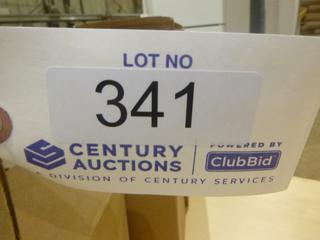 LOT NO
341
CENTURY AUCTIONS
POWERED BY
ClubBid
A DIVISION OF CENTURY SERVICES